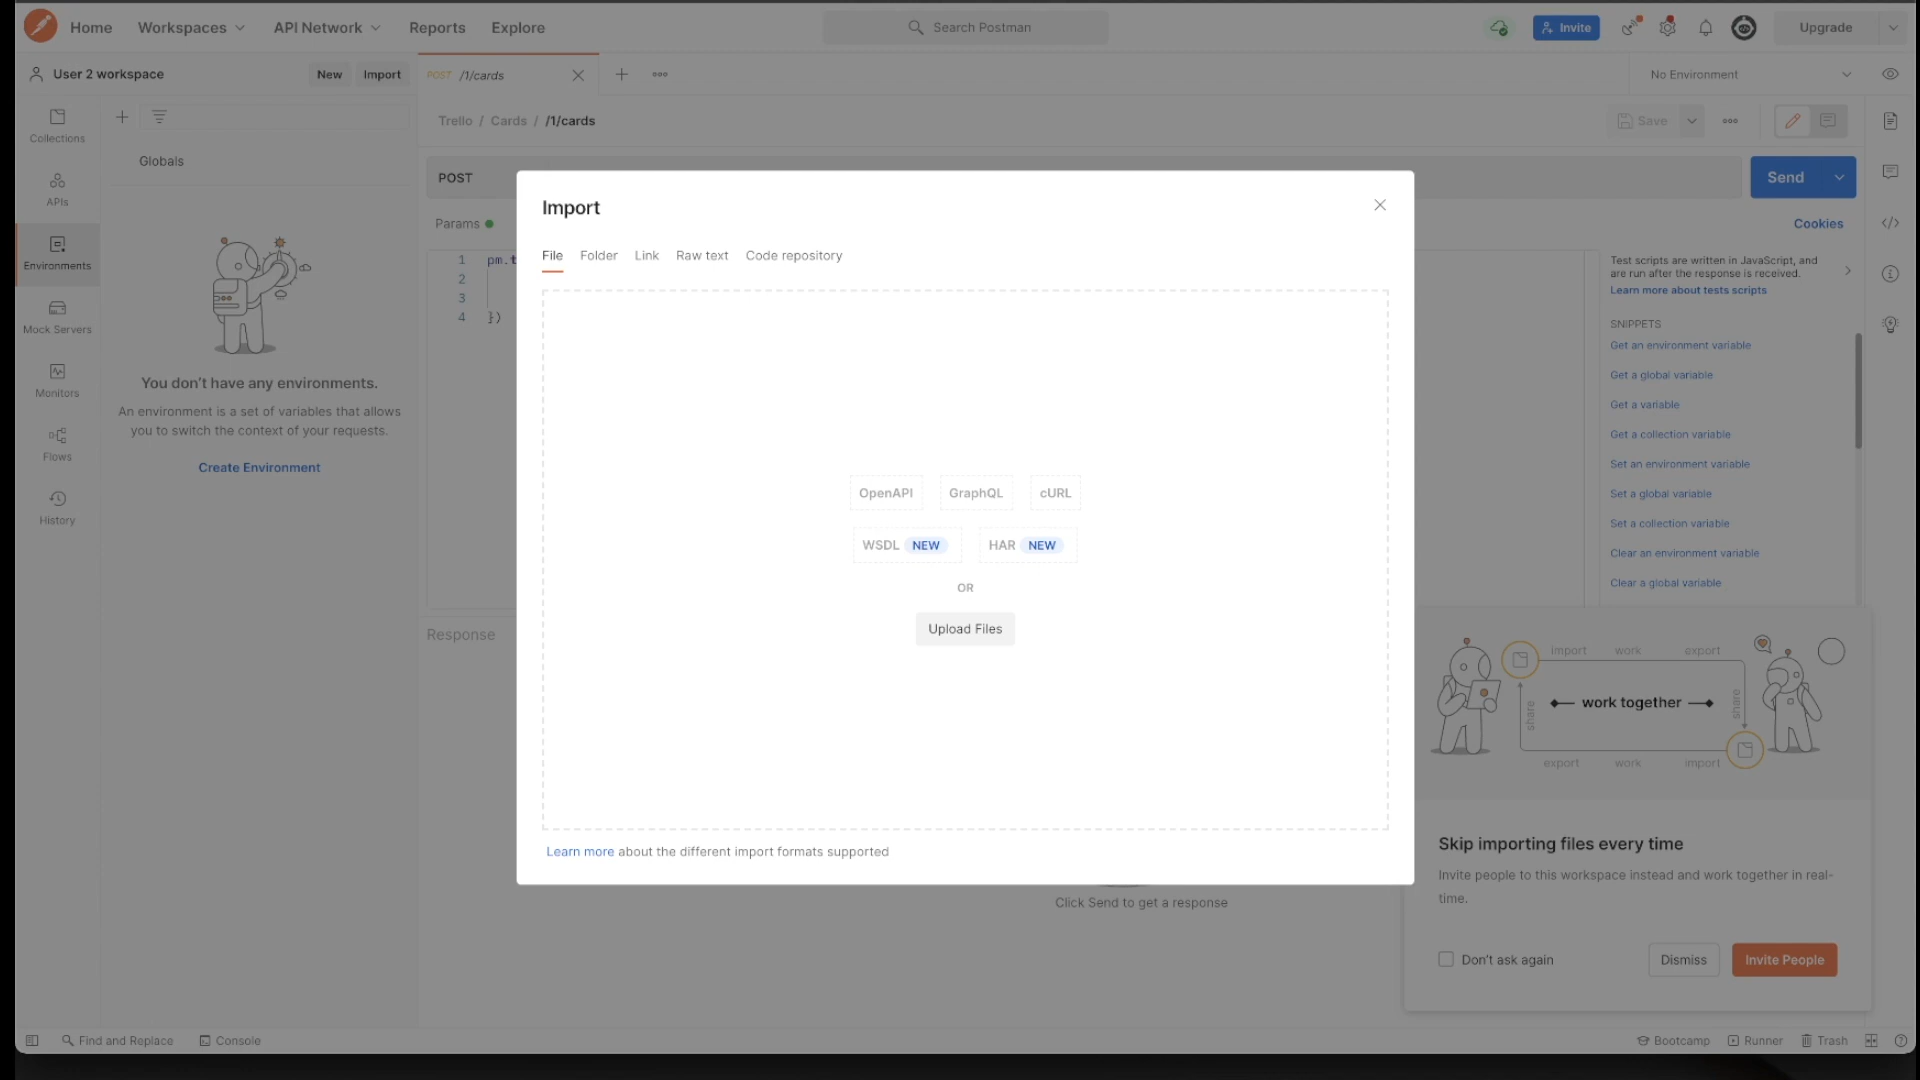 Home
Workspaces
API Network
Reports
Explore
Search Postman
Invite
Upgrade
User 2 workspace
New
Import
POST /1/cards
No Environment
Trello / Cards / /1/cards
Save
Collections
Globals
POST
Send
APIs
Params
Cookies
Environments
1 pm.t
2
3
4 })
Test scripts are written in JavaScript, and
are run after the response is received.
Learn more about tests scripts
SNIPPETS
Get an environment variable
Get a global variable
Get a variable
Get a collection variable
Set an environment variable
Set a global variable
Set a collection variable
Clear an environment variable
Clear a global variable
Mock Servers
Monitors
Flows
History
You don't have any environments.
An environment is a set of variables that allows
you to switch the context of your requests.
Create Environment
Import
File
Folder
Link
Raw text
Code repository
OpenAPI
GraphQL
cURL
WSDL NEW
HAR NEW
OR
Upload Files
Learn more about the different import formats supported
Response
Click Send to get a response
import work export
share
work together
share
export work import
Skip importing files every time
Invite people to this workspace instead and work together in real-
time.
Don't ask again
Dismiss
Invite People
Find and Replace
Console
Bootcamp
Runner
Trash